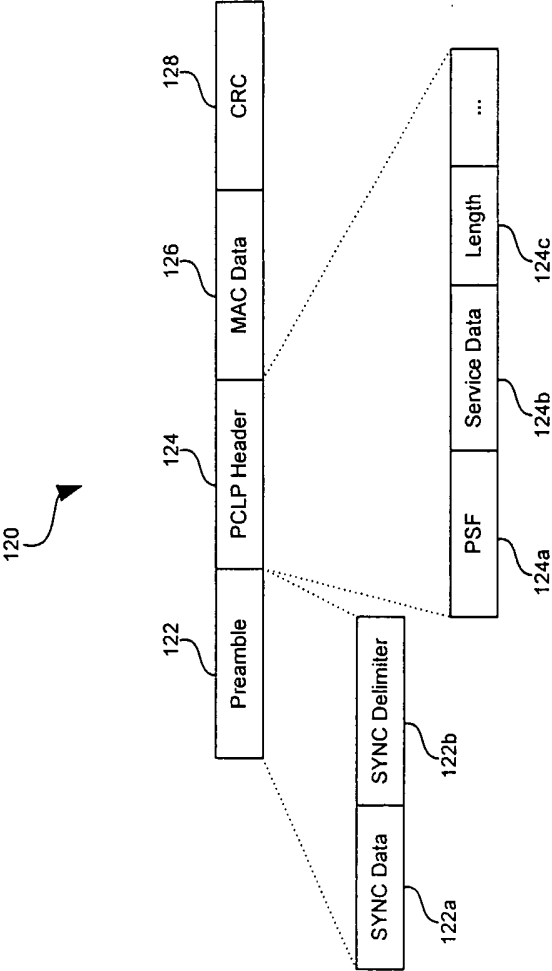 120
122
124
126
128
Preamble
PCLP Header
MAC Data
CRC
SYNC Data
SYNC Delimiter
122a
122b
PSF
Service Data
Length
...
124a
124b
124c